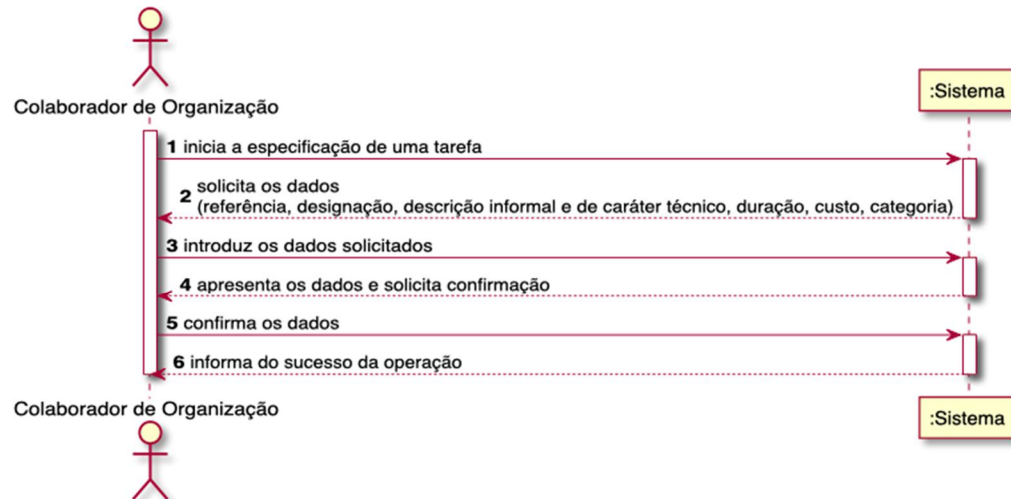 Colaborador de Organização
:Sistema
1 inicia a especificação de uma tarefa
2 solicita os dados
(referência, designação, descrição informal e de caráter técnico, duração, custo, categoria)
3 introduz os dados solicitados
4 apresenta os dados e solicita confirmação
5 confirma os dados
6 informa do sucesso da operação
Colaborador de Organização
:Sistema